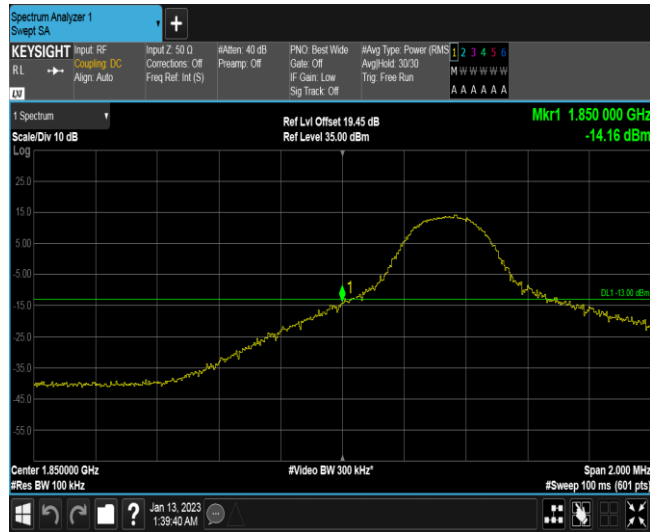 Spectrum Analyzer 1
Swept SA
KEYSIGHT
RL
LXI
Input: RF
Coupling: DC
Align: Auto
Input Z: 50 Ω
Corrections: Off
Freq Ref: Int (S)
#Atten: 40 dB
Preamp: Off
PNO: Best Wide
Gate: Off
IF Gain: Low
Sig Track: Off
#Avg Type: Power (RMS
Avg|Hold: 30/30
Trig: Free Run
1 2 3 4 5 6
M W W W W W
A A A A A A
1 Spectrum
Scale/Div 10 dB
Log
Ref Lvl Offset 19.45 dB
Ref Level 35.00 dBm
Mkr1 1.850 000 GHz
-14.16 dBm
25.0
15.0
5.00
-5.00
1
DL1 -13.00 dBm
-15.0
-25.0
-35.0
-45.0
-55.0
Center 1.850000 GHz
#Video BW 300 kHz*
Span 2.000 MHz
#Res BW 100 kHz
#Sweep 100 ms (601 pts)
?
Jan 13, 2023
1:39:40 AM